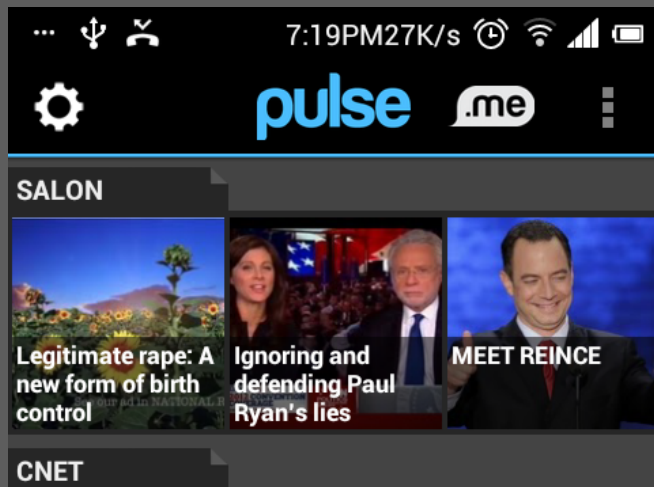 7:19PM27K/s
pulse .me
SALON
Legitimate rape: A
new form of birth
control
Ignoring and
defending Paul
Ryan's lies
MEET REINCE
CNET